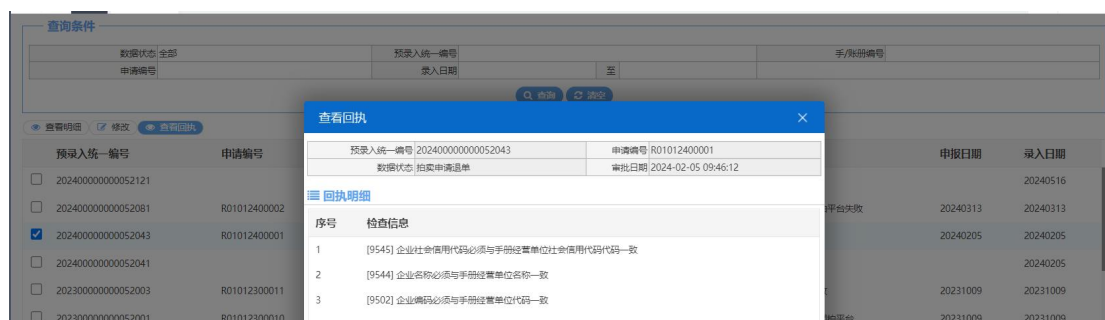 查询条件
数据状态 全部 预录入统一编号 手/账册编号
申请编号 录入日期 至
查询 清空
查看明细 修改 查看回执
查看回执
预录入统一编号 申请编号 申报日期 录入日期
预录入统一编号 202400000000052043 申请编号 R01012400001
数据状态 拍卖申请退单 审批日期 2024-02-05 09:46:12
回执明细
序号 检查信息
1 [9545] 企业社会信用代码必须与手册经营单位社会信用代码代码一致
2 [9544] 企业名称必须与手册经营单位名称一致
3 [9502] 企业编码必须与手册经营单位代码一致
202400000000052121 20240516
202400000000052081 R01012400002 平台失败 20240313 20240313
202400000000052043 R01012400001 20240205 20240205
202400000000052041 20240205
202300000000052003 R01012300011 20231009 20231009
202300000000052001 R01012300010 平台 20231009 20231009